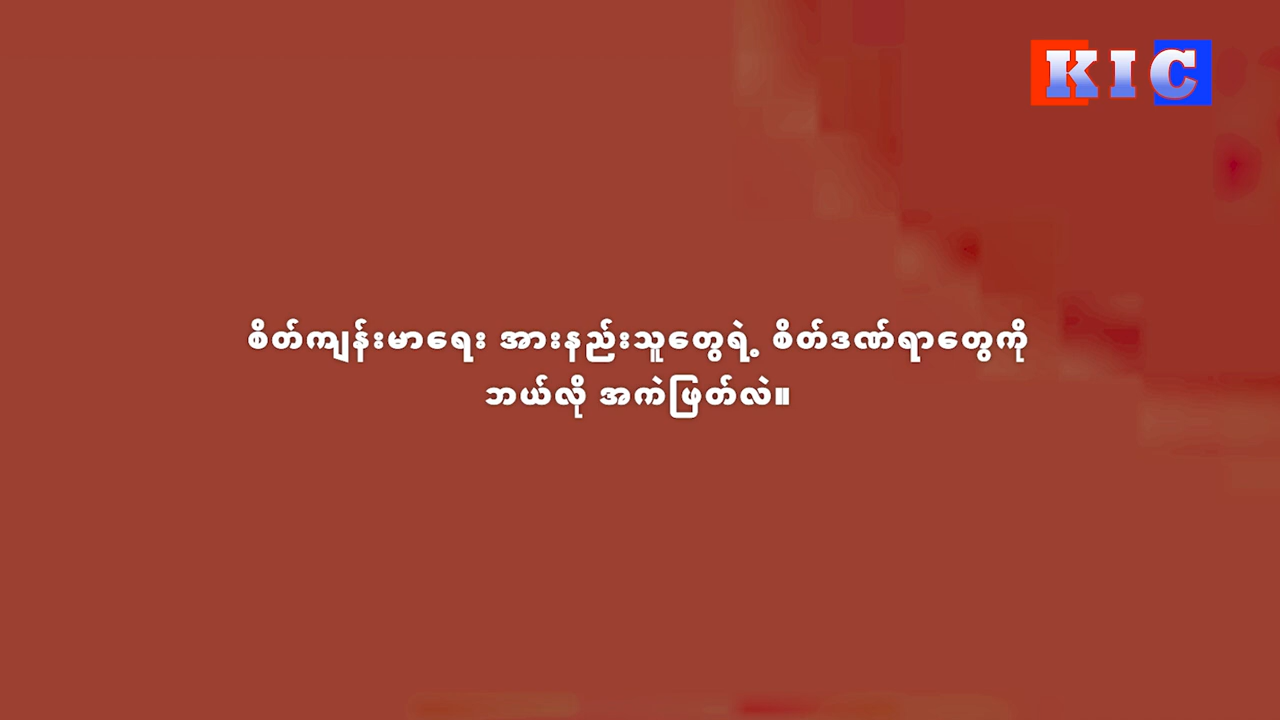 KIC
စိတ်ကျန်းမာရေး အားနည်းသူတွေရဲ့ စိတ်ဒဏ်ရာတွေကို
ဘယ်လို အကဲဖြတ်လဲ။